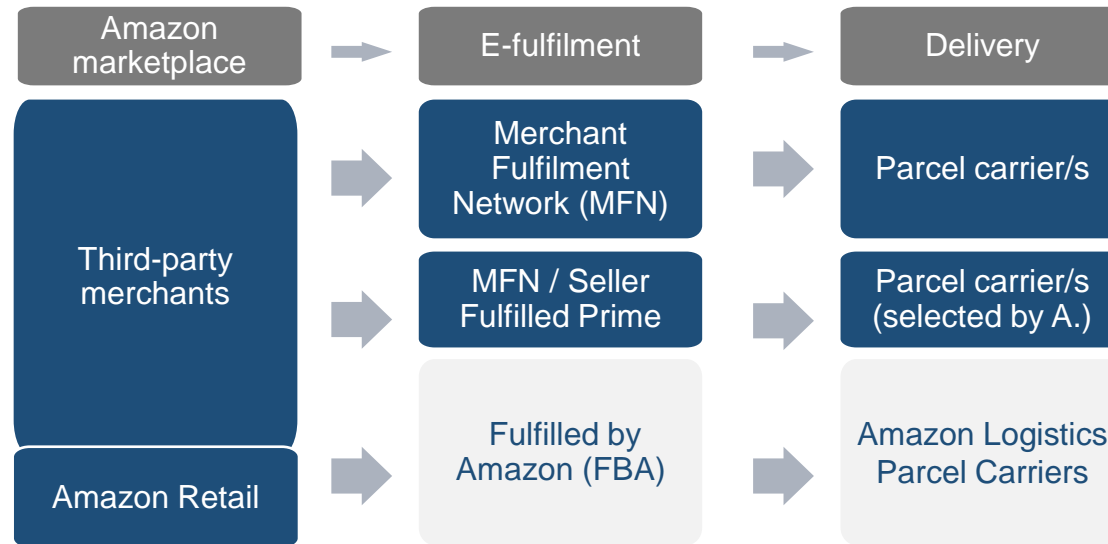 Amazon
marketplace
E-fulfilment
Delivery
Third-party
merchants
Merchant
Fulfilment
Network (MFN)
Parcel carrier/s
MFN / Seller
Fulfilled Prime
Parcel carrier/s
(selected by A.)
Amazon Retail
Fulfilled by
Amazon (FBA)
Amazon Logistics
Parcel Carriers